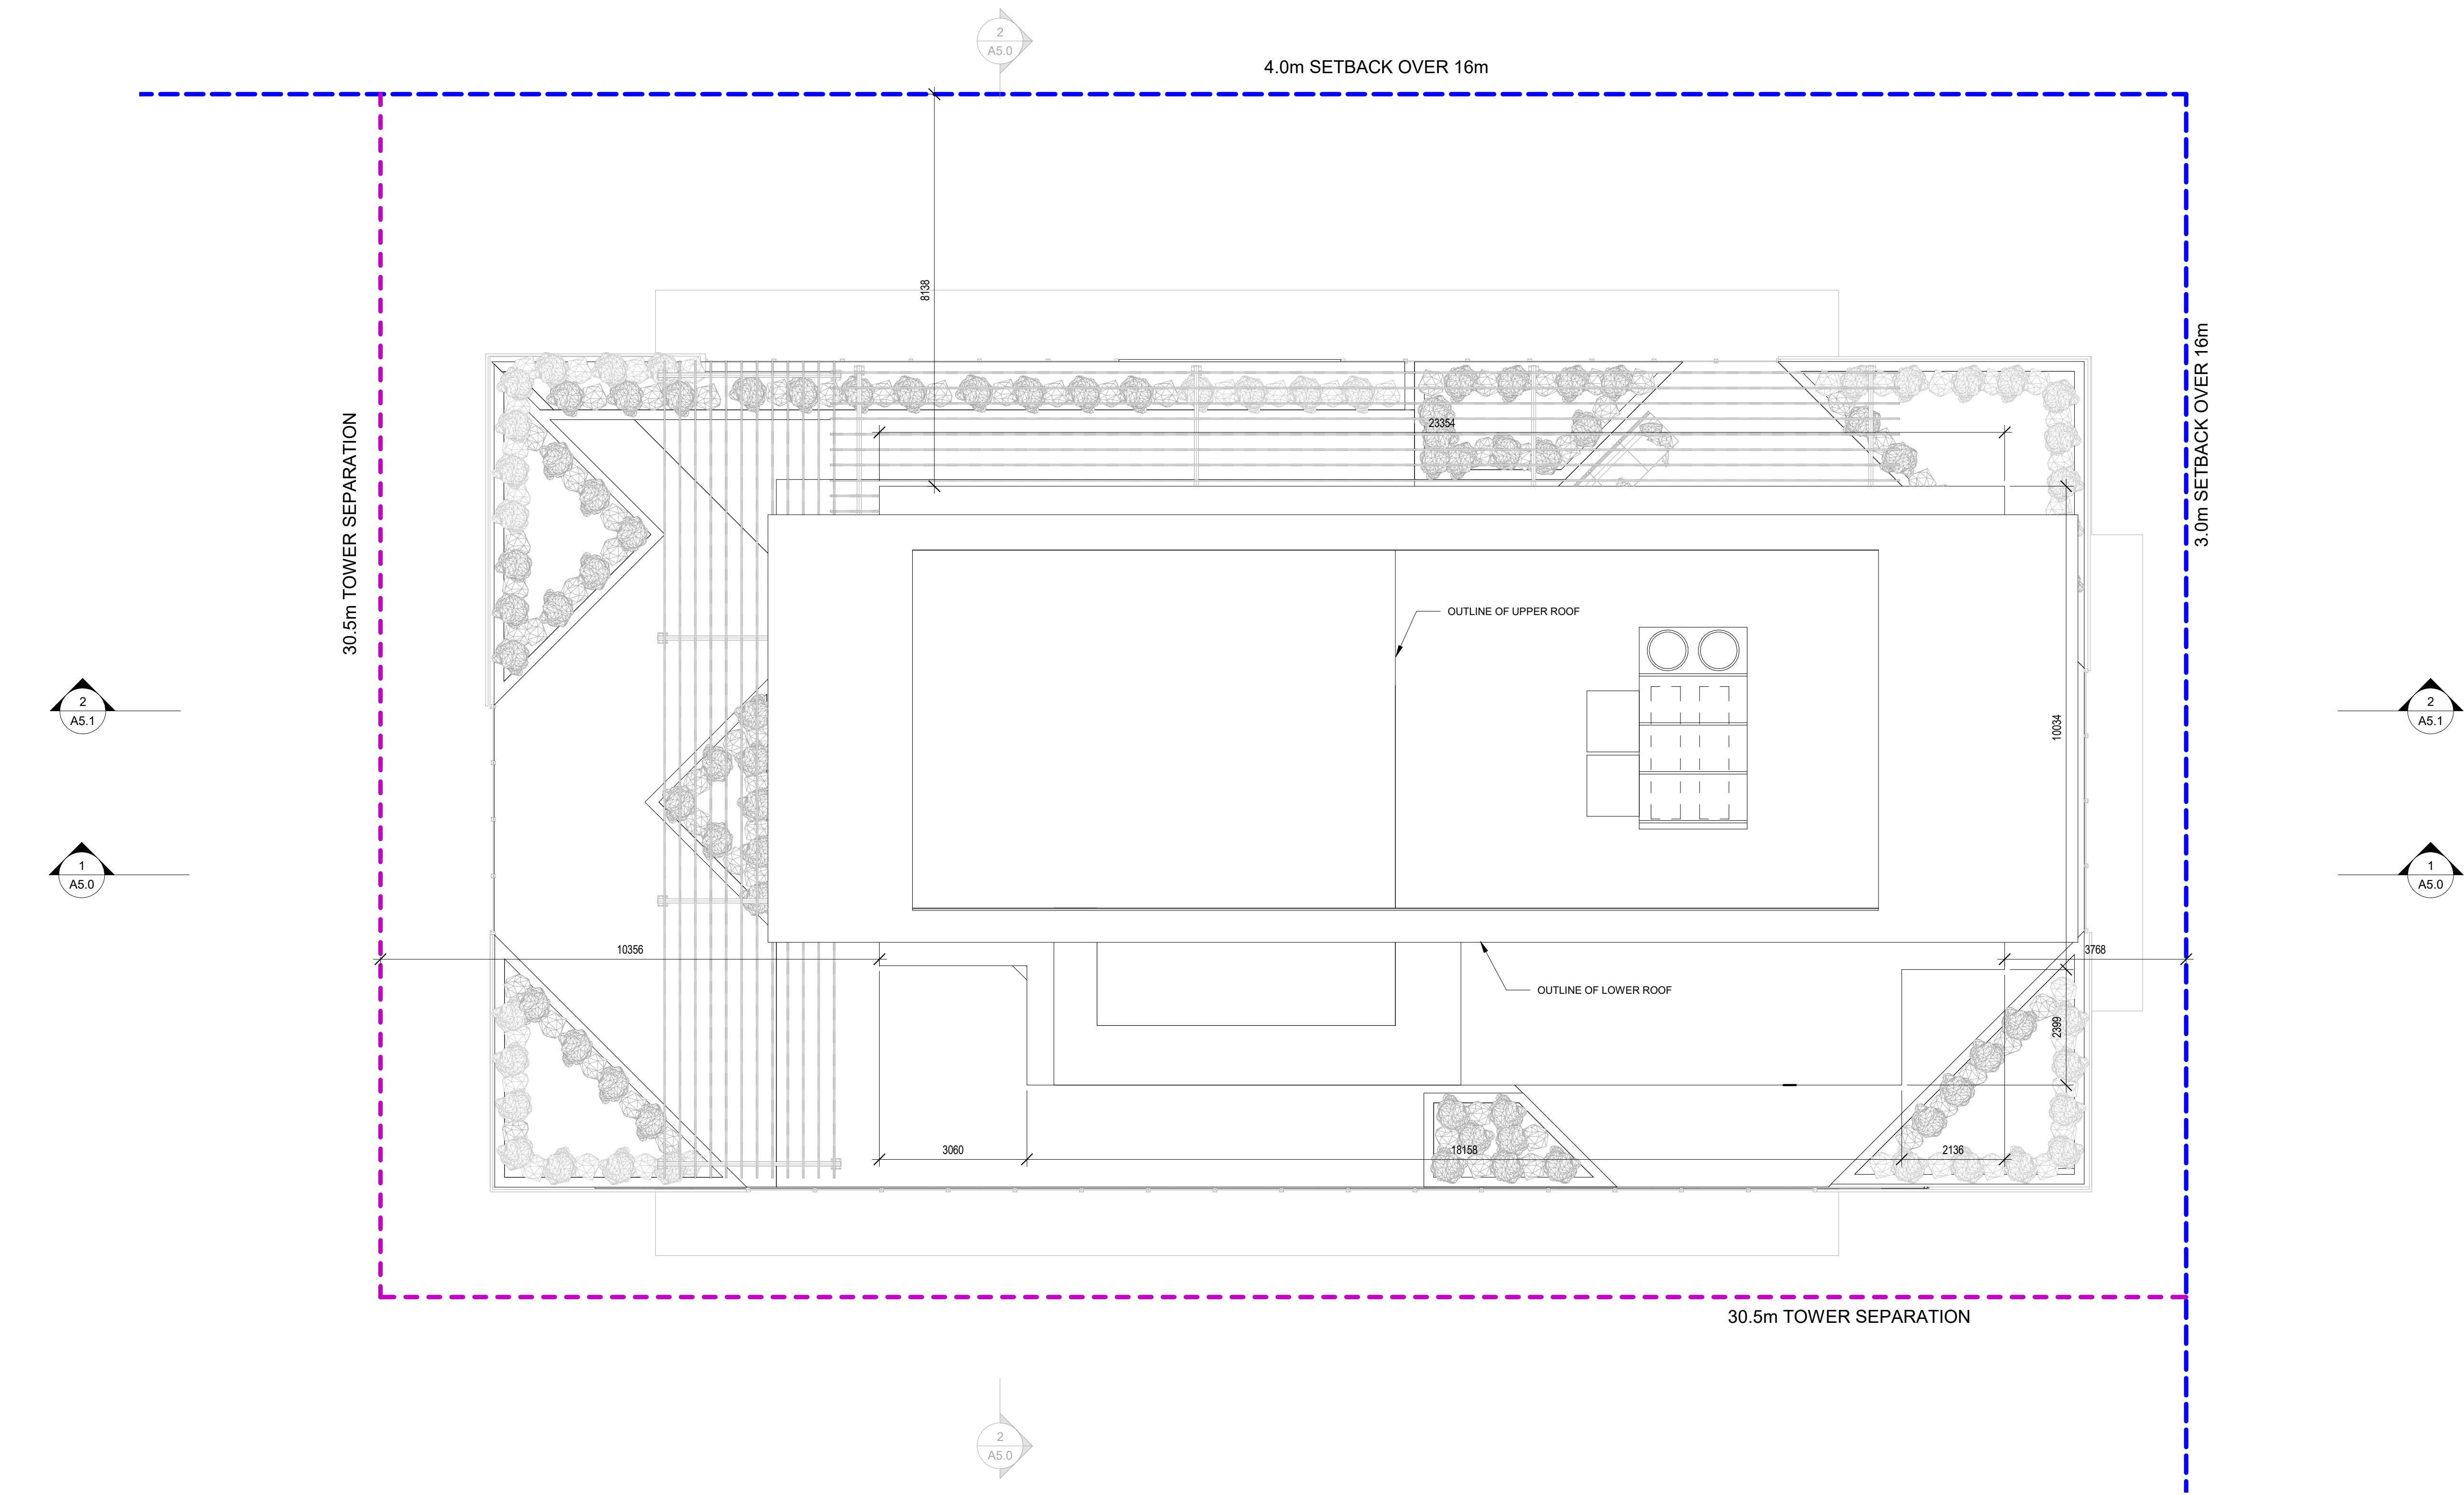 2
A5.0
4.0m SETBACK OVER 16m
8138
3.0m SETBACK OVER 16m
30.5m TOWER SEPARATION
23354
OUTLINE OF UPPER ROOF
2
A5.1
2
A5.1
10034
1
A5.0
1
A5.0
10356
3768
OUTLINE OF LOWER ROOF
2399
3060
18158
2136
30.5m TOWER SEPARATION
2
A5.0